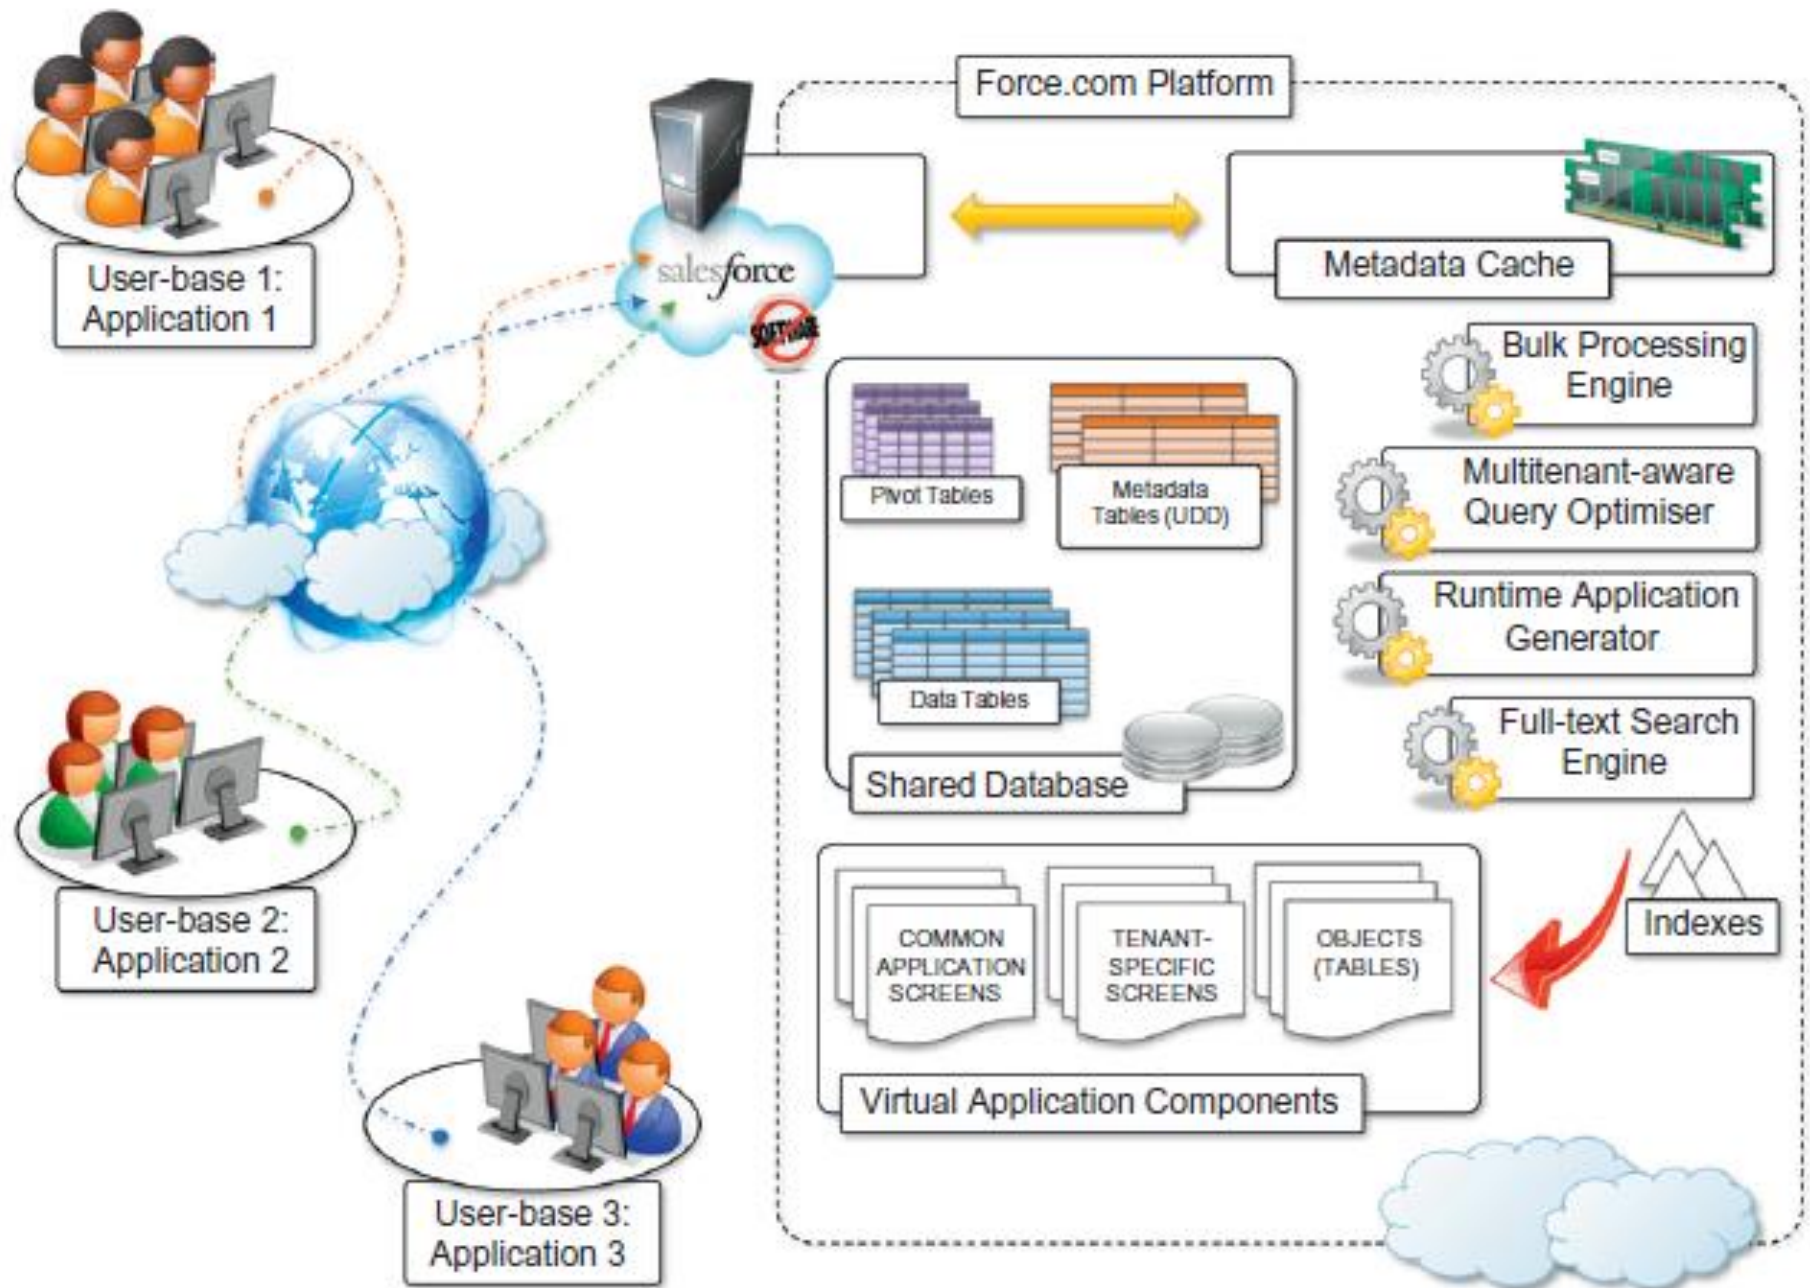 Force.com Platform
User-base 1:
Application 1
salesforce
SOFTWARE
Metadata Cache
Bulk Processing
Engine
Pivot Tables
Metadata
Tables (UDD)
Multitenant-aware
Query Optimiser
Runtime Application
Generator
Data Tables
Full-text Search
Engine
Shared Database
User-base 2:
Application 2
Indexes
COMMON
APPLICATION
SCREENS
TENANT-
SPECIFIC
SCREENS
OBJECTS
(TABLES)
Virtual Application Components
User-base 3:
Application 3